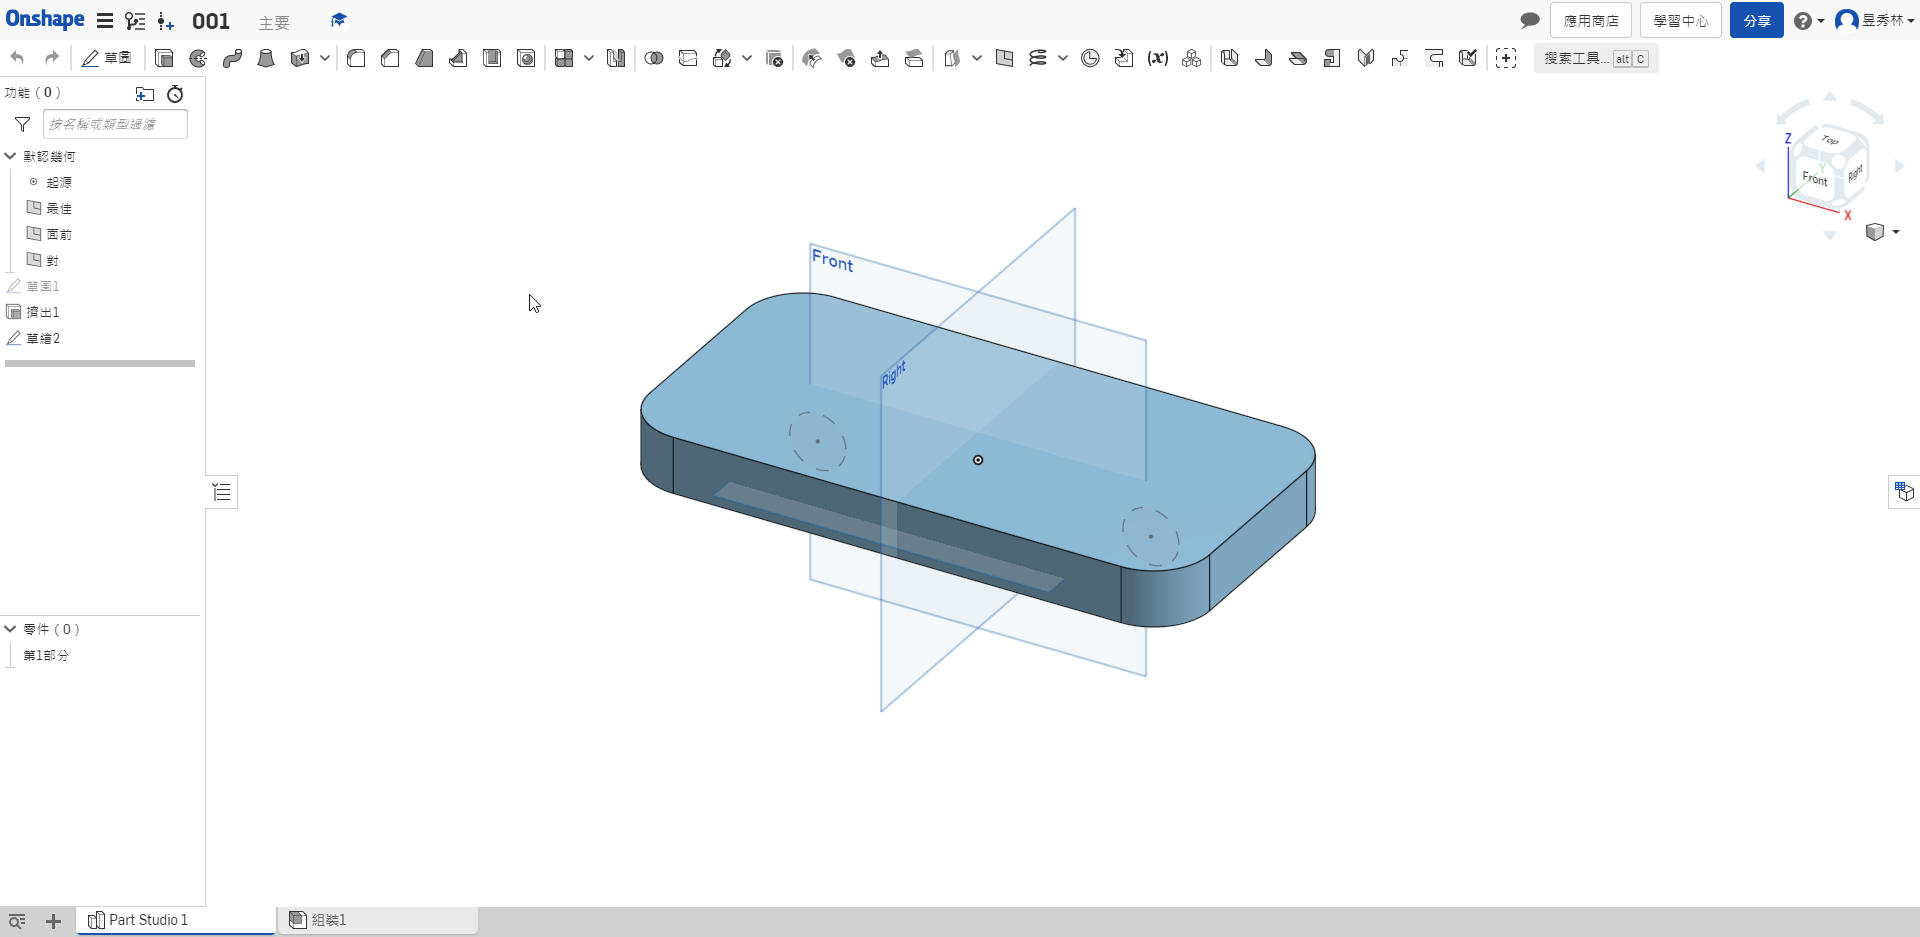 Onshape 001 主要 應用商店 學習中心 分享 昱秀林
草圖 (x) 搜索工具... alt C
功能 ( 0 )
按名稱或類型過濾
默認幾何
起源
最佳
面前
對
草圖1
擠出1
草繪2
零件 ( 0 )
第1部分
Front
Right
Top
Z
Y
Front
Right
X
Part Studio 1 組裝1